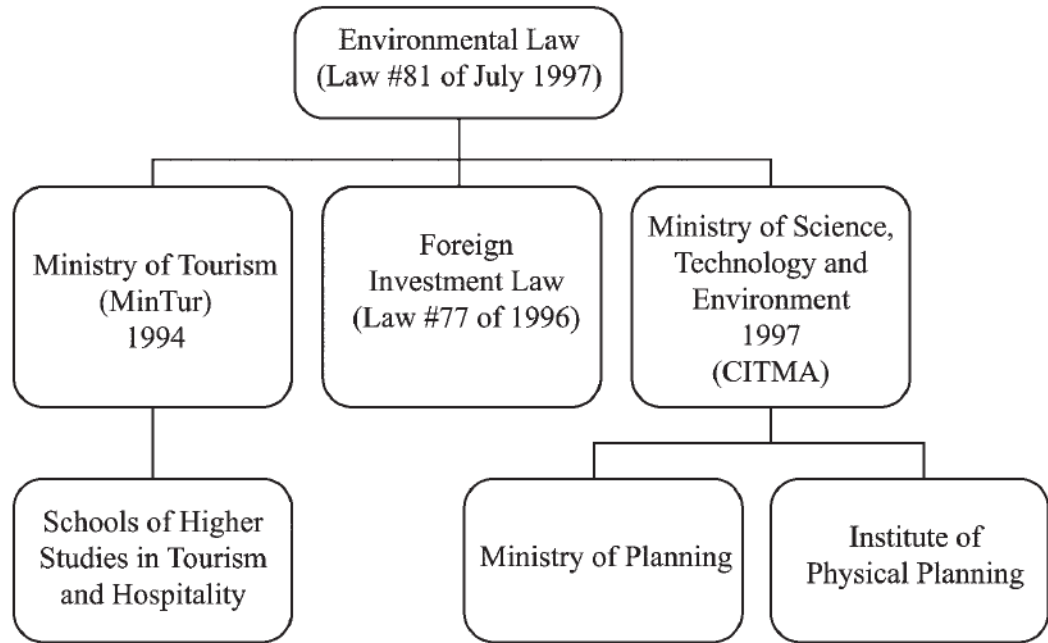 Environmental Law
(Law #81 of July 1997)
Ministry of Tourism
(MinTur)
1994
Foreign
Investment Law
(Law #77 of 1996)
Ministry of Science,
Technology and
Environment
1997
(CITMA)
Schools of Higher
Studies in Tourism
and Hospitality
Ministry of Planning
Institute of
Physical Planning